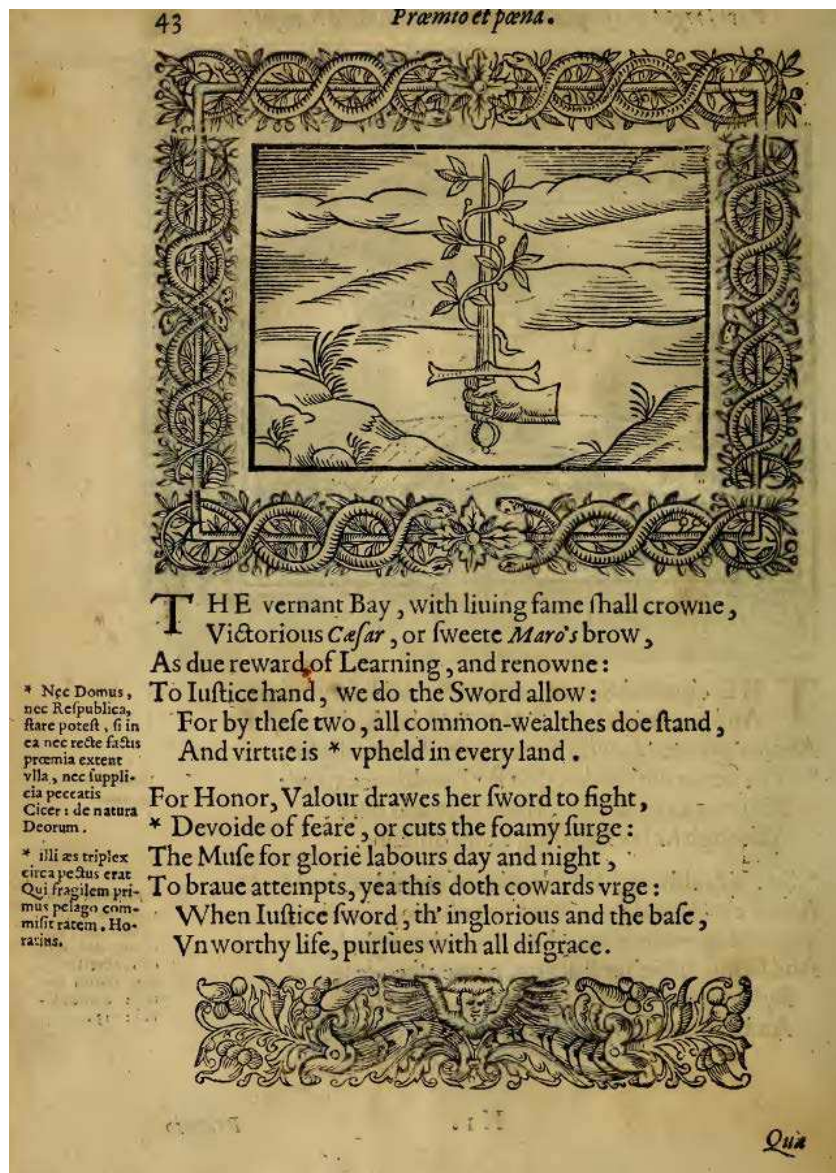 43
Præmio et pœna.
THE vernant Bay, with liuing fame ſhall crowne,
Victorious Cæſar, or ſweete Maro's brow,
As due reward of Learning, and renowne:
To Iuſtice hand, we do the Sword allow:
For by theſe two, all common-wealthes doe ſtand,
And virtue is * vpheld in every land.
For Honor, Valour drawes her ſword to fight,
* Devoide of feare, or cuts the foamy ſurge:
The Muſe for glorie labours day and night,
To braue attempts, yea this doth cowards vrge:
When Iuſtice ſword, th' inglorious and the baſe,
Vnworthy life, purſues with all diſgrace.
* Nec Domus,
nec Reſpublica,
ſtare poteſt, ſi in
ea nec recte factis
præmia extent
vlla, nec ſuppli-
cia peccatis
Cicer: de natura
Deorum.
* illi æs triplex
circa pectus erat
Qui fragilem pri-
mus pelago com-
miſit ratem. Ho-
ratius.
Quæ